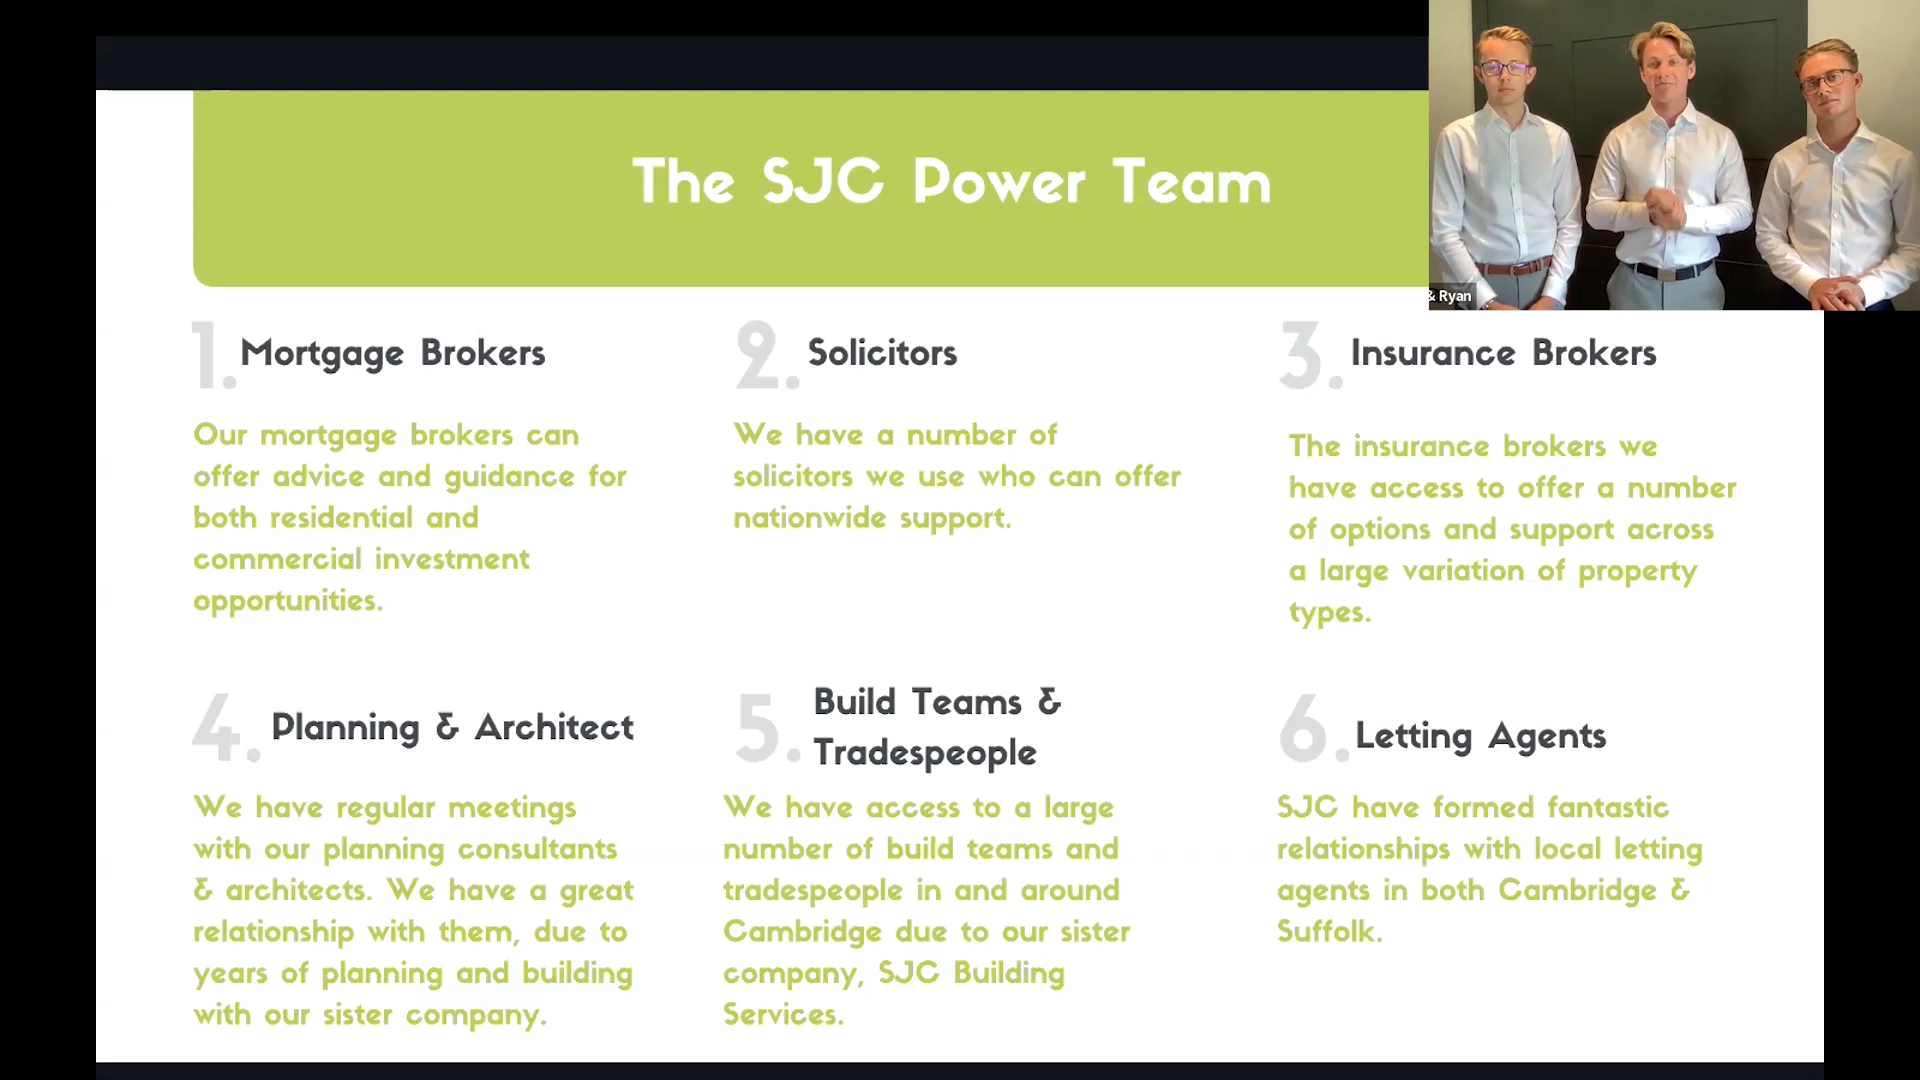 The SJC Power Team
& Ryan
1. Mortgage Brokers
Our mortgage brokers can
offer advice and guidance for
both residential and
commercial investment
opportunities.
2. Solicitors
We have a number of
solicitors we use who can offer
nationwide support.
3. Insurance Brokers
The insurance brokers we
have access to offer a number
of options and support across
a large variation of property
types.
4. Planning & Architect
We have regular meetings
with our planning consultants
& architects. We have a great
relationship with them, due to
years of planning and building
with our sister company.
5. Build Teams &
Tradespeople
We have access to a large
number of build teams and
tradespeople in and around
Cambridge due to our sister
company, SJC Building
Services.
6. Letting Agents
SJC have formed fantastic
relationships with local letting
agents in both Cambridge &
Suffolk.